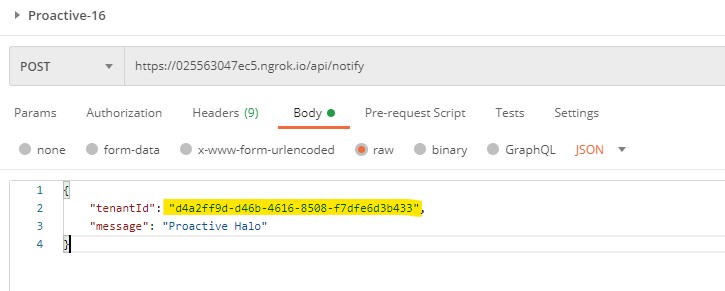 Proactive-16
POST https://025563047ec5.ngrok.io/api/notify
Params Authorization Headers (9) Body Pre-request Script Tests Settings
none form-data x-www-form-urlencoded raw binary GraphQL JSON
1 {
2 "tenantId": "d4a2ff9d-d46b-4616-8508-f7dfe6d3b433",
3 "message": "Proactive Halo"
4 }